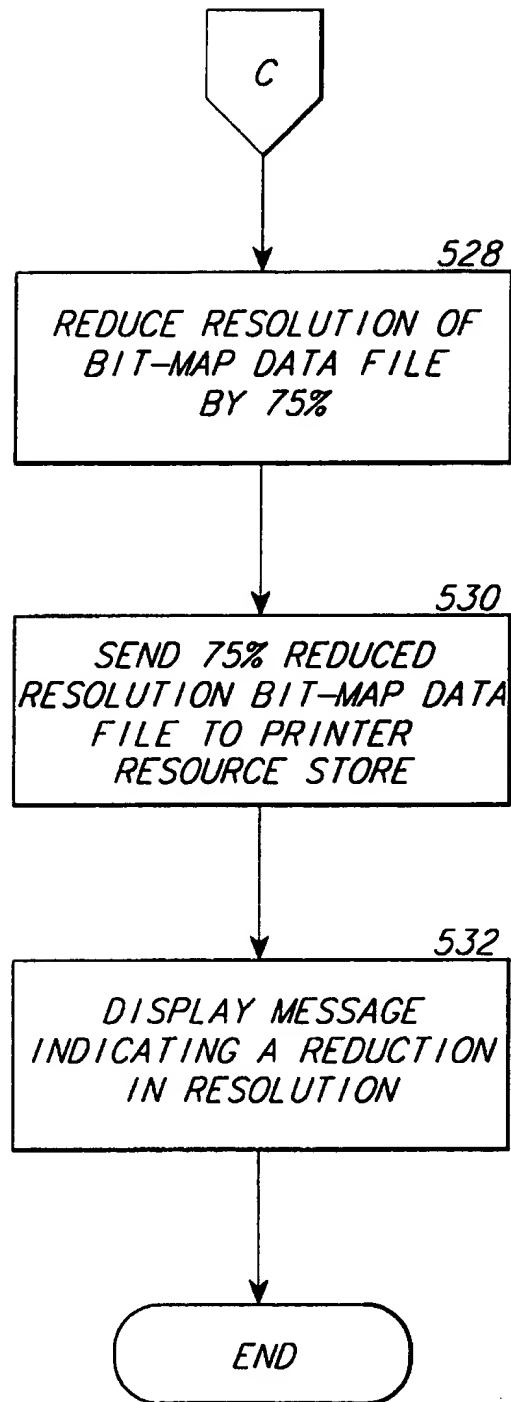 C
528
REDUCE RESOLUTION OF
BIT-MAP DATA FILE
BY 75%
530
SEND 75% REDUCED
RESOLUTION BIT-MAP DATA
FILE TO PRINTER
RESOURCE STORE
532
DISPLAY MESSAGE
INDICATING A REDUCTION
IN RESOLUTION
END